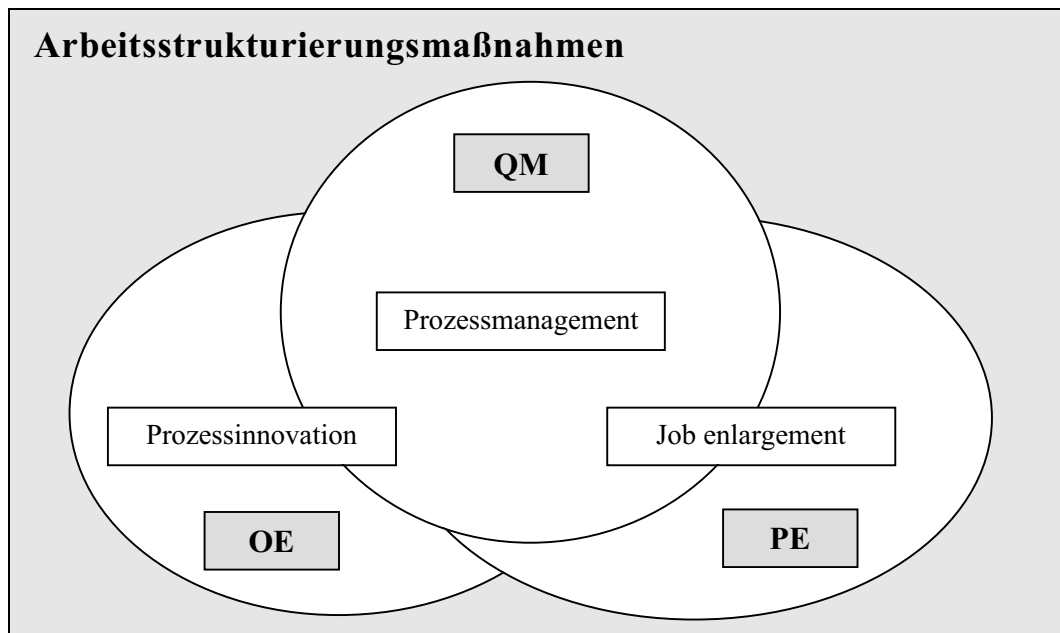 Arbeitsstrukturierungsmaßnahmen
QM
Prozessmanagement
Prozessinnovation
Job enlargement
OE
PE